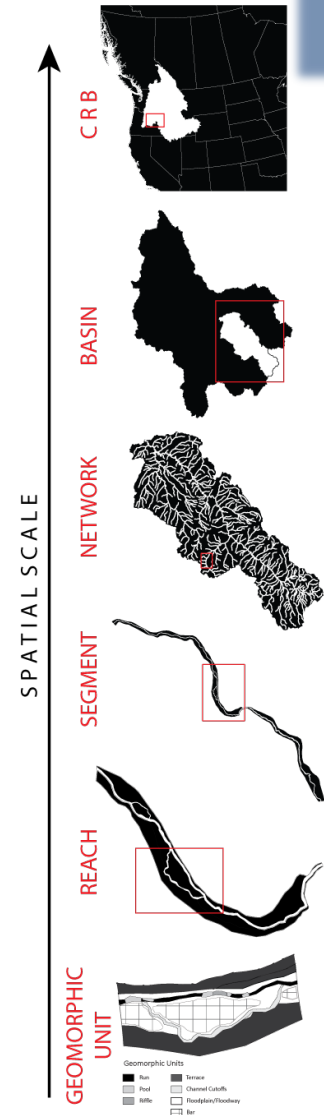 SPATIAL SCALE
CRB
BASIN
NETWORK
SEGMENT
REACH
GEOMORPHIC
UNIT
Geomorphic Units
Run
Pool
Riffle
Terrace
Channel Cutoffs
Floodplain/Floodway
Bar